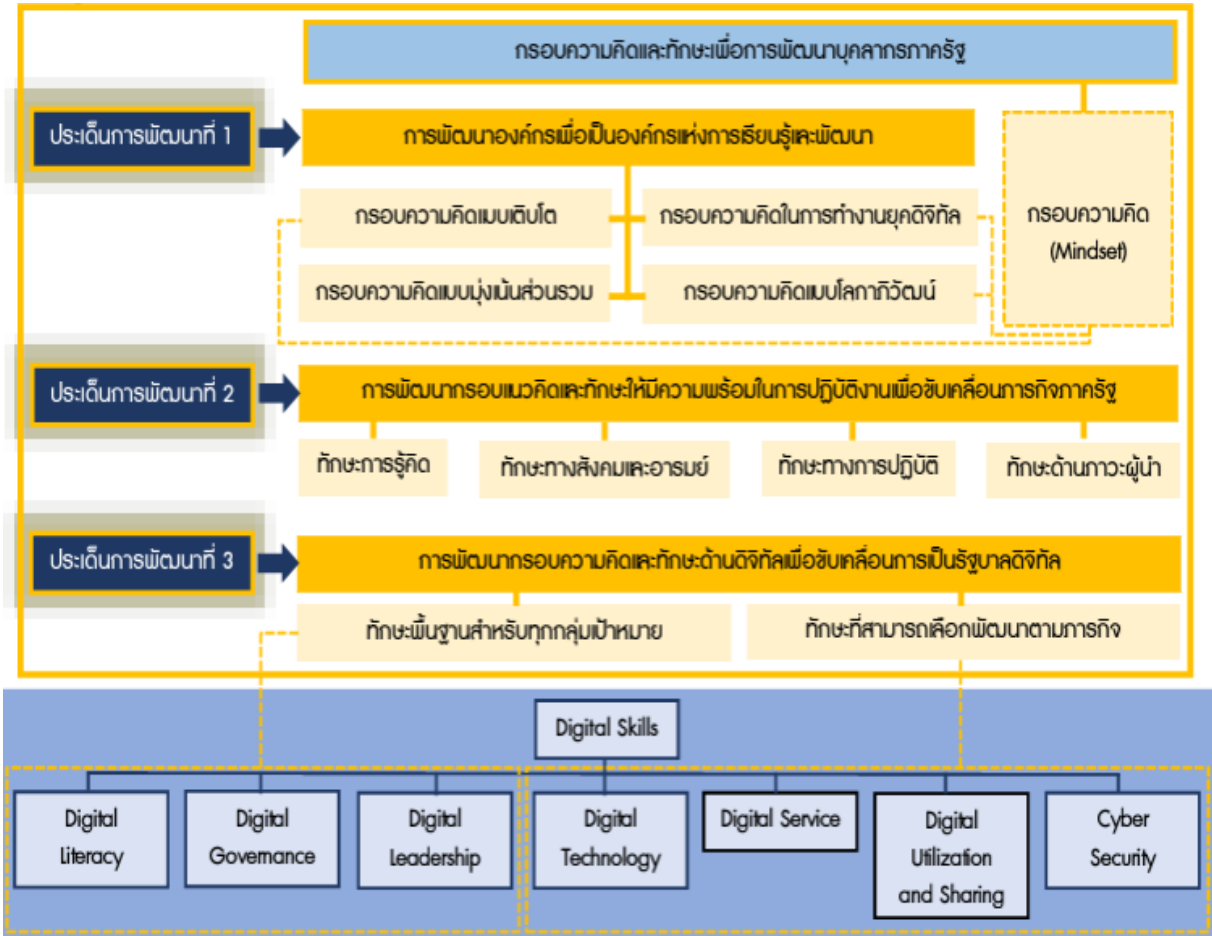 กรอบความคิดและทักษะเพื่อการพัฒนาบุคลากรภาครัฐ
ประเด็นการพัฒนาที่ 1
การพัฒนาองค์กรเพื่อเป็นองค์กรแห่งการเรียนรู้และพัฒนา
กรอบความคิดแบบเติบโต
กรอบความคิดในการทำงานยุคดิจิทัล
กรอบความคิดแบบมุ่งเน้นส่วนรวม
กรอบความคิดแบบโลกาภิวัฒน์
กรอบความคิด
(Mindset)
ประเด็นการพัฒนาที่ 2
การพัฒนากรอบแนวคิดและทักษะให้มีความพร้อมในการปฏิบัติงานเพื่อขับเคลื่อนภารกิจภาครัฐ
ทักษะการรู้คิด
ทักษะทางสังคมและอารมย์
ทักษะทางการปฏิบัติ
ทักษะด้านภาวะผู้นำ
ประเด็นการพัฒนาที่ 3
การพัฒนากรอบความคิดและทักษะด้านดิจิทัลเพื่อขับเคลื่อนการเป็นรัฐบาลดิจิทัล
ทักษะพื้นฐานสำหรับทุกกลุ่มเป้าหมาย
ทักษะที่สามารถเลือกพัฒนาตามภารกิจ
Digital Skills
Digital
Literacy
Digital
Governance
Digital
Leadership
Digital
Technology
Digital Service
Digital
Utilization
and Sharing
Cyber
Security